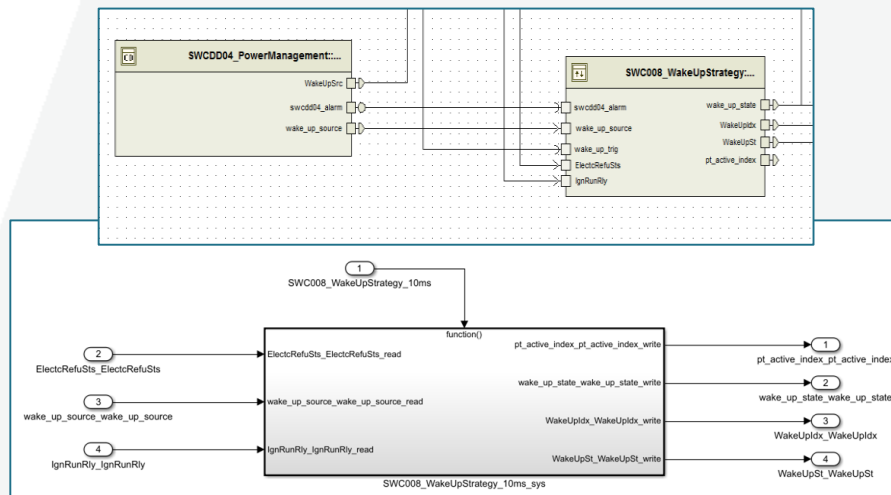 SWCDD04_PowerManagement::...
WakeUpSrc
swcdd04_alarm
wake_up_source
SWC008_WakeUpStrategy:...
swcdd04_alarm
wake_up_source
wake_up_trig
ElectcRefuSts
IgnRunRly
wake_up_state
WakeUpIdx
WakeUpSt
pt_active_index
1
SWC008_WakeUpStrategy_10ms
function()
2
ElectcRefuSts_ElectcRefuSts
3
wake_up_source_wake_up_source
4
IgnRunRly_IgnRunRly
ElectcRefuSts_ElectcRefuSts_read
wake_up_source_wake_up_source_read
IgnRunRly_IgnRunRly_read
pt_active_index_pt_active_index_write
wake_up_state_wake_up_state_write
WakeUpIdx_WakeUpIdx_write
WakeUpSt_WakeUpSt_write
1
pt_active_index_pt_active_index
2
wake_up_state_wake_up_state
3
WakeUpIdx_WakeUpIdx
4
WakeUpSt_WakeUpSt
SWC008_WakeUpStrategy_10ms_sys